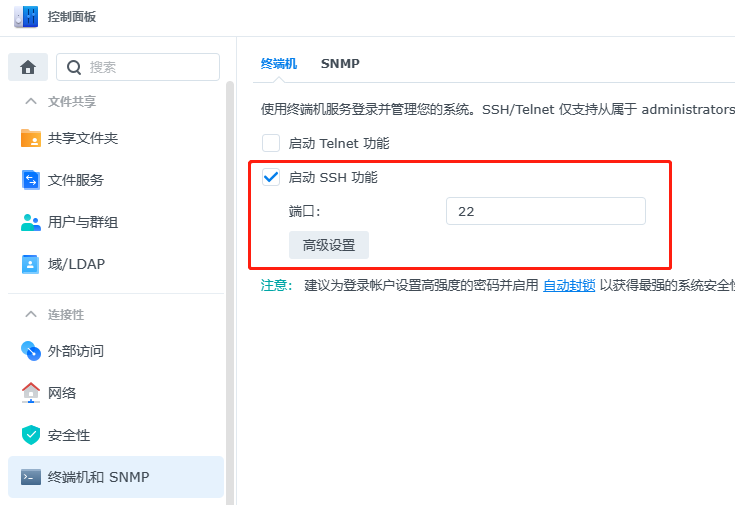 控制面板
搜索
文件共享
共享文件夹
文件服务
用户与群组
域/LDAP
连接性
外部访问
网络
安全性
终端机和 SNMP
终端机 SNMP
使用终端机服务登录并管理您的系统。SSH/Telnet 仅支持从属于 administrators
启动 Telnet 功能
启动 SSH 功能
端口: 22
高级设置
注意: 建议为登录帐户设置高强度的密码并启用 自动封锁 以获得最强的系统安全性